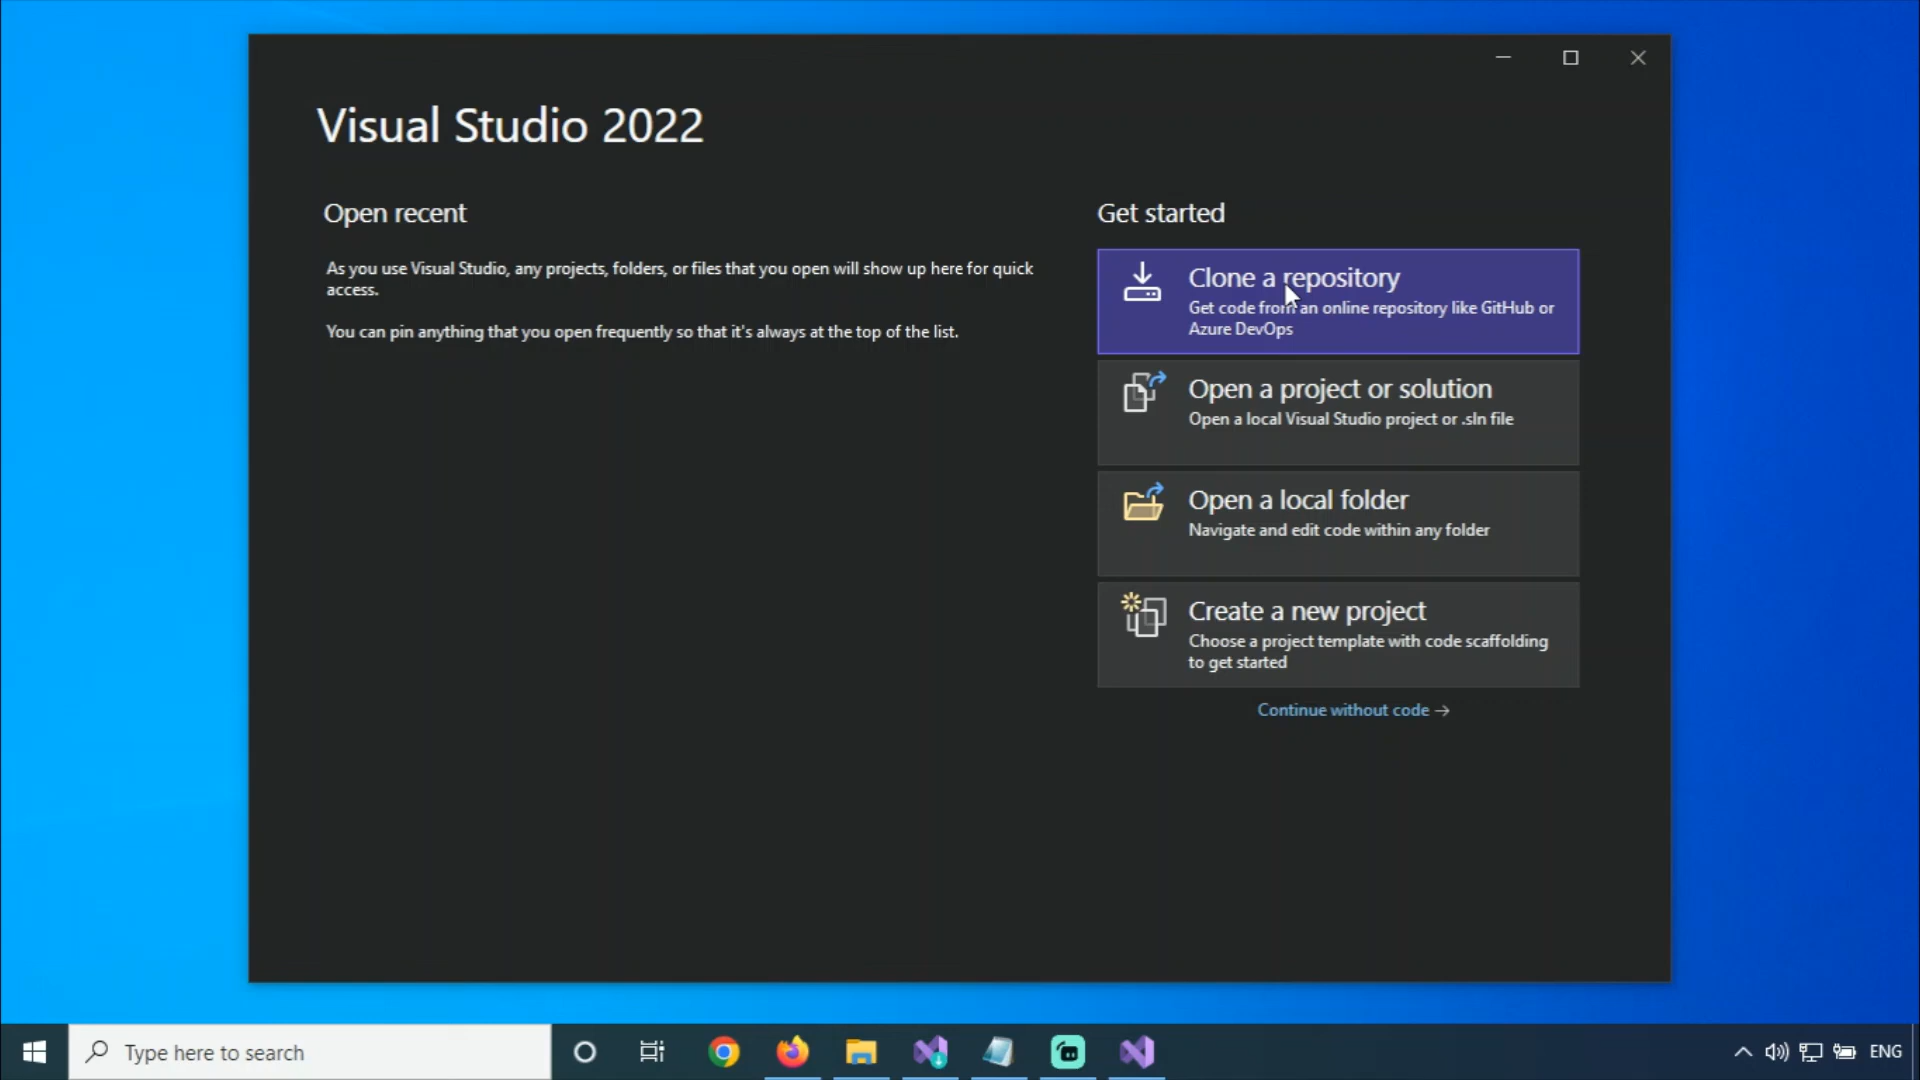 Visual Studio 2022
Open recent
As you use Visual Studio, any projects, folders, or files that you open will show up here for quick
access.
You can pin anything that you open frequently so that it's always at the top of the list.
Get started
Clone a repository
Get code from an online repository like GitHub or
Azure DevOps
Open a project or solution
Open a local Visual Studio project or .sln file
Open a local folder
Navigate and edit code within any folder
Create a new project
Choose a project template with code scaffolding
to get started
Continue without code →
Type here to search
ENG